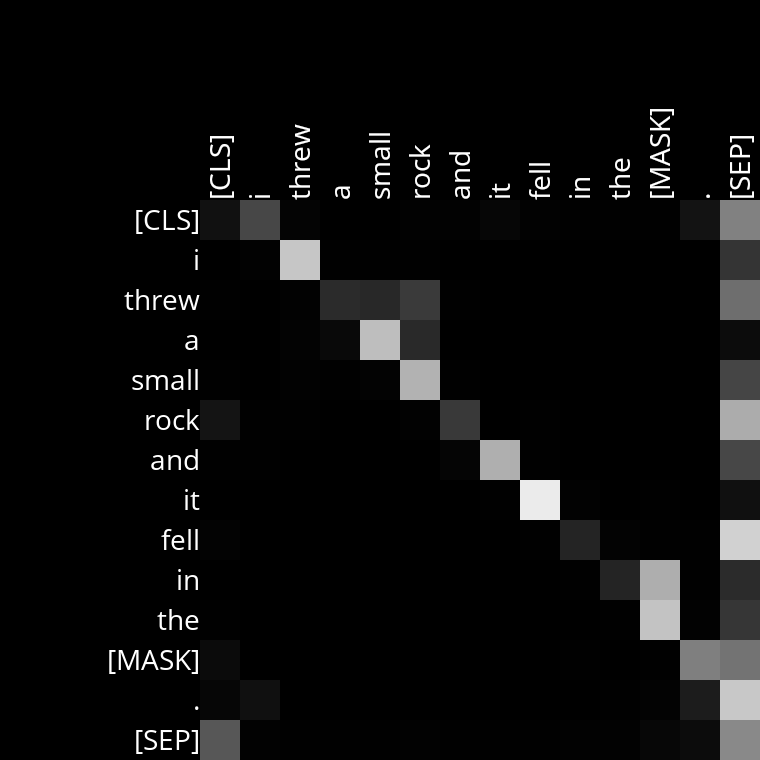 [CLS] i threw a small rock and it fell in the [MASK] . [SEP]
[CLS]
i
threw
a
small
rock
and
it
fell
in
the
[MASK]
.
[SEP]